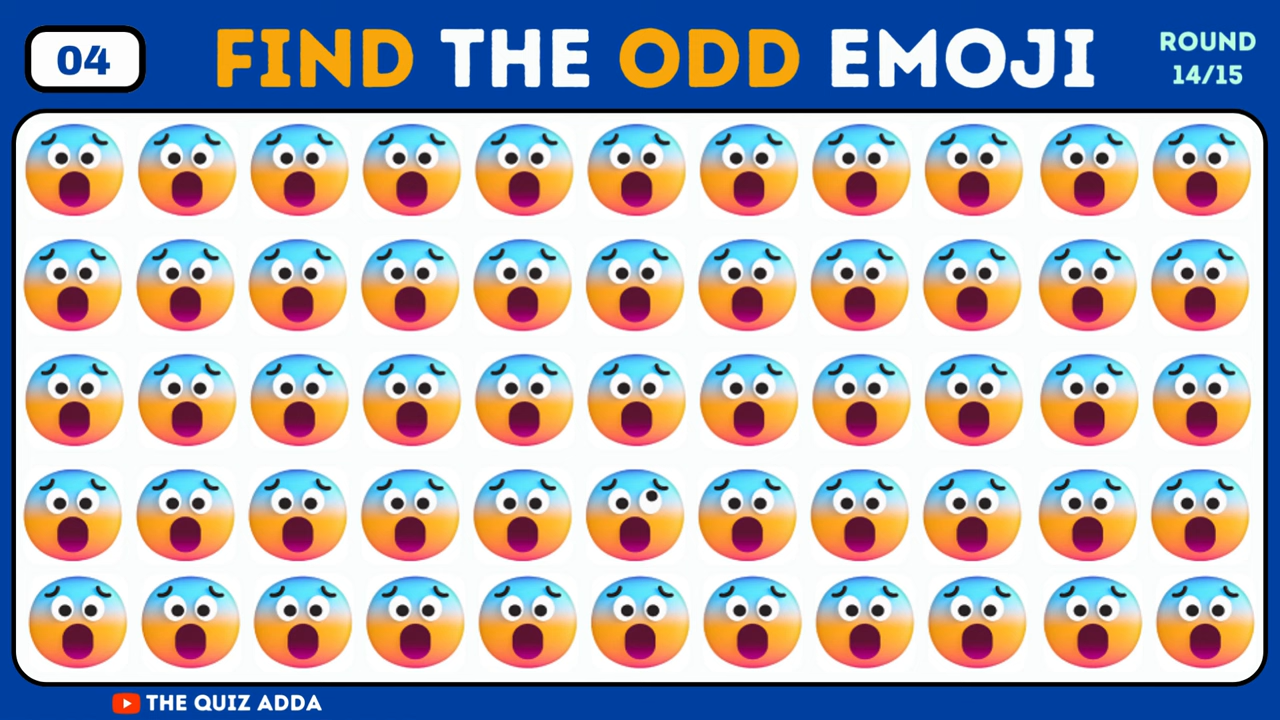 04
FIND THE ODD EMOJI
ROUND
14/15
THE QUIZ ADDA